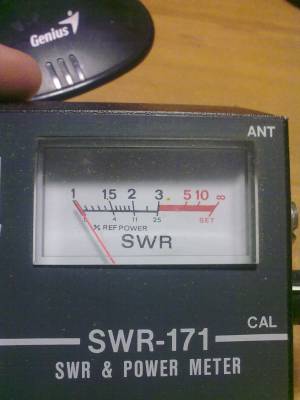 Genius
ANT
1 1.5 2 3 5 10 ∞
4 11 25 SET
% REF POWER
SWR
CAL
SWR-171
SWR & POWER METER